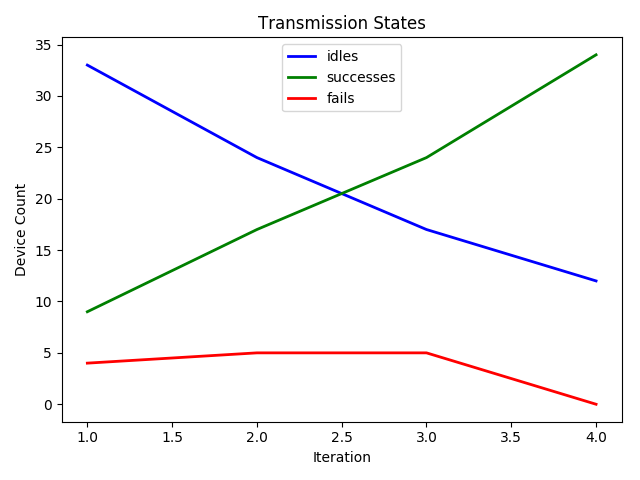 Transmission States
idles
successes
fails
Device Count
35
30
25
20
15
10
5
0
1.0 1.5 2.0 2.5 3.0 3.5 4.0
Iteration